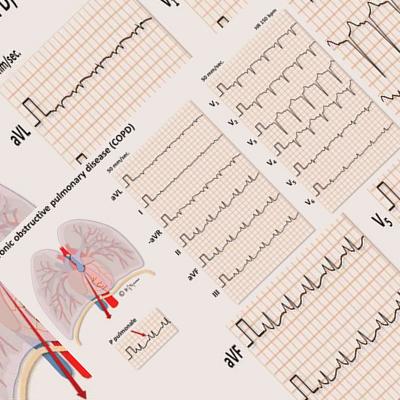 mm/sec
aVL
onic obstructive pulmonary disease (COPD)
50 mm/sec.
aVL
I
-aVR
II
aVF
III
50 mm/sec.
HR 150 bpm
V1
V2
V3
V4
V5
V6
V5
aVF
P pulmonale